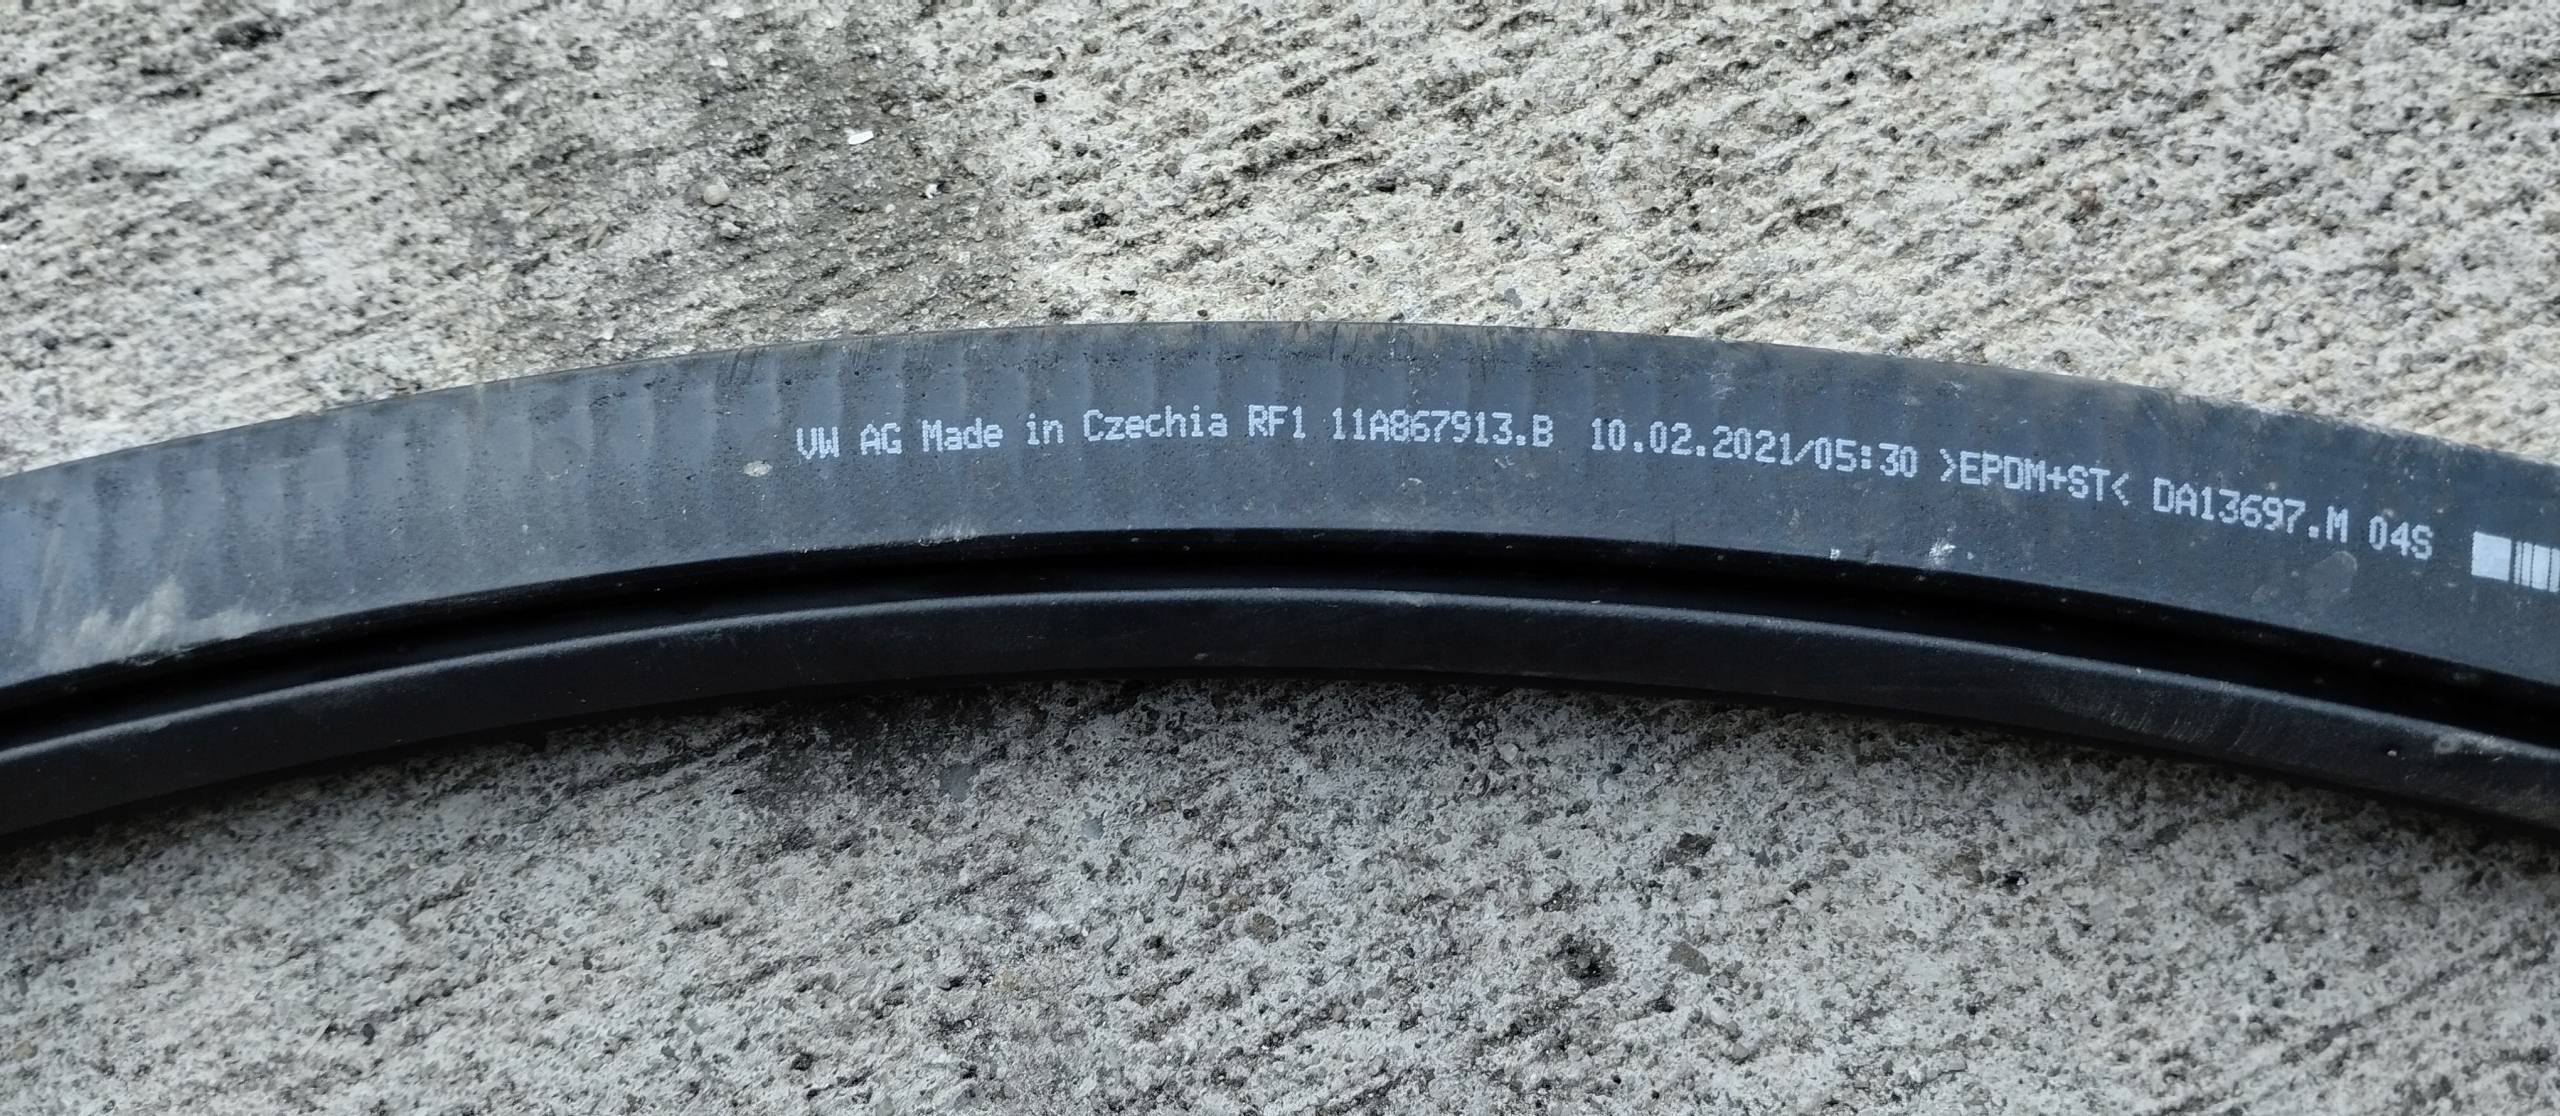 VW AG Made in Czechia RF1 11A867913.B 10.02.2021/05:30 >EPDM+ST< DA13697.M 04S